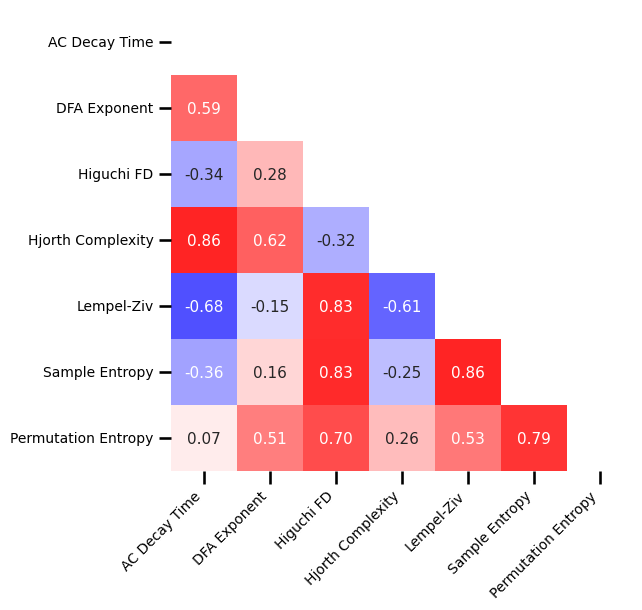 AC Decay Time
DFA Exponent 0.59
Higuchi FD -0.34 0.28
Hjorth Complexity 0.86 0.62 -0.32
Lempel-Ziv -0.68 -0.15 0.83 -0.61
Sample Entropy -0.36 0.16 0.83 -0.25 0.86
Permutation Entropy 0.07 0.51 0.70 0.26 0.53 0.79
AC Decay Time
DFA Exponent
Higuchi FD
Hjorth Complexity
Lempel-Ziv
Sample Entropy
Permutation Entropy